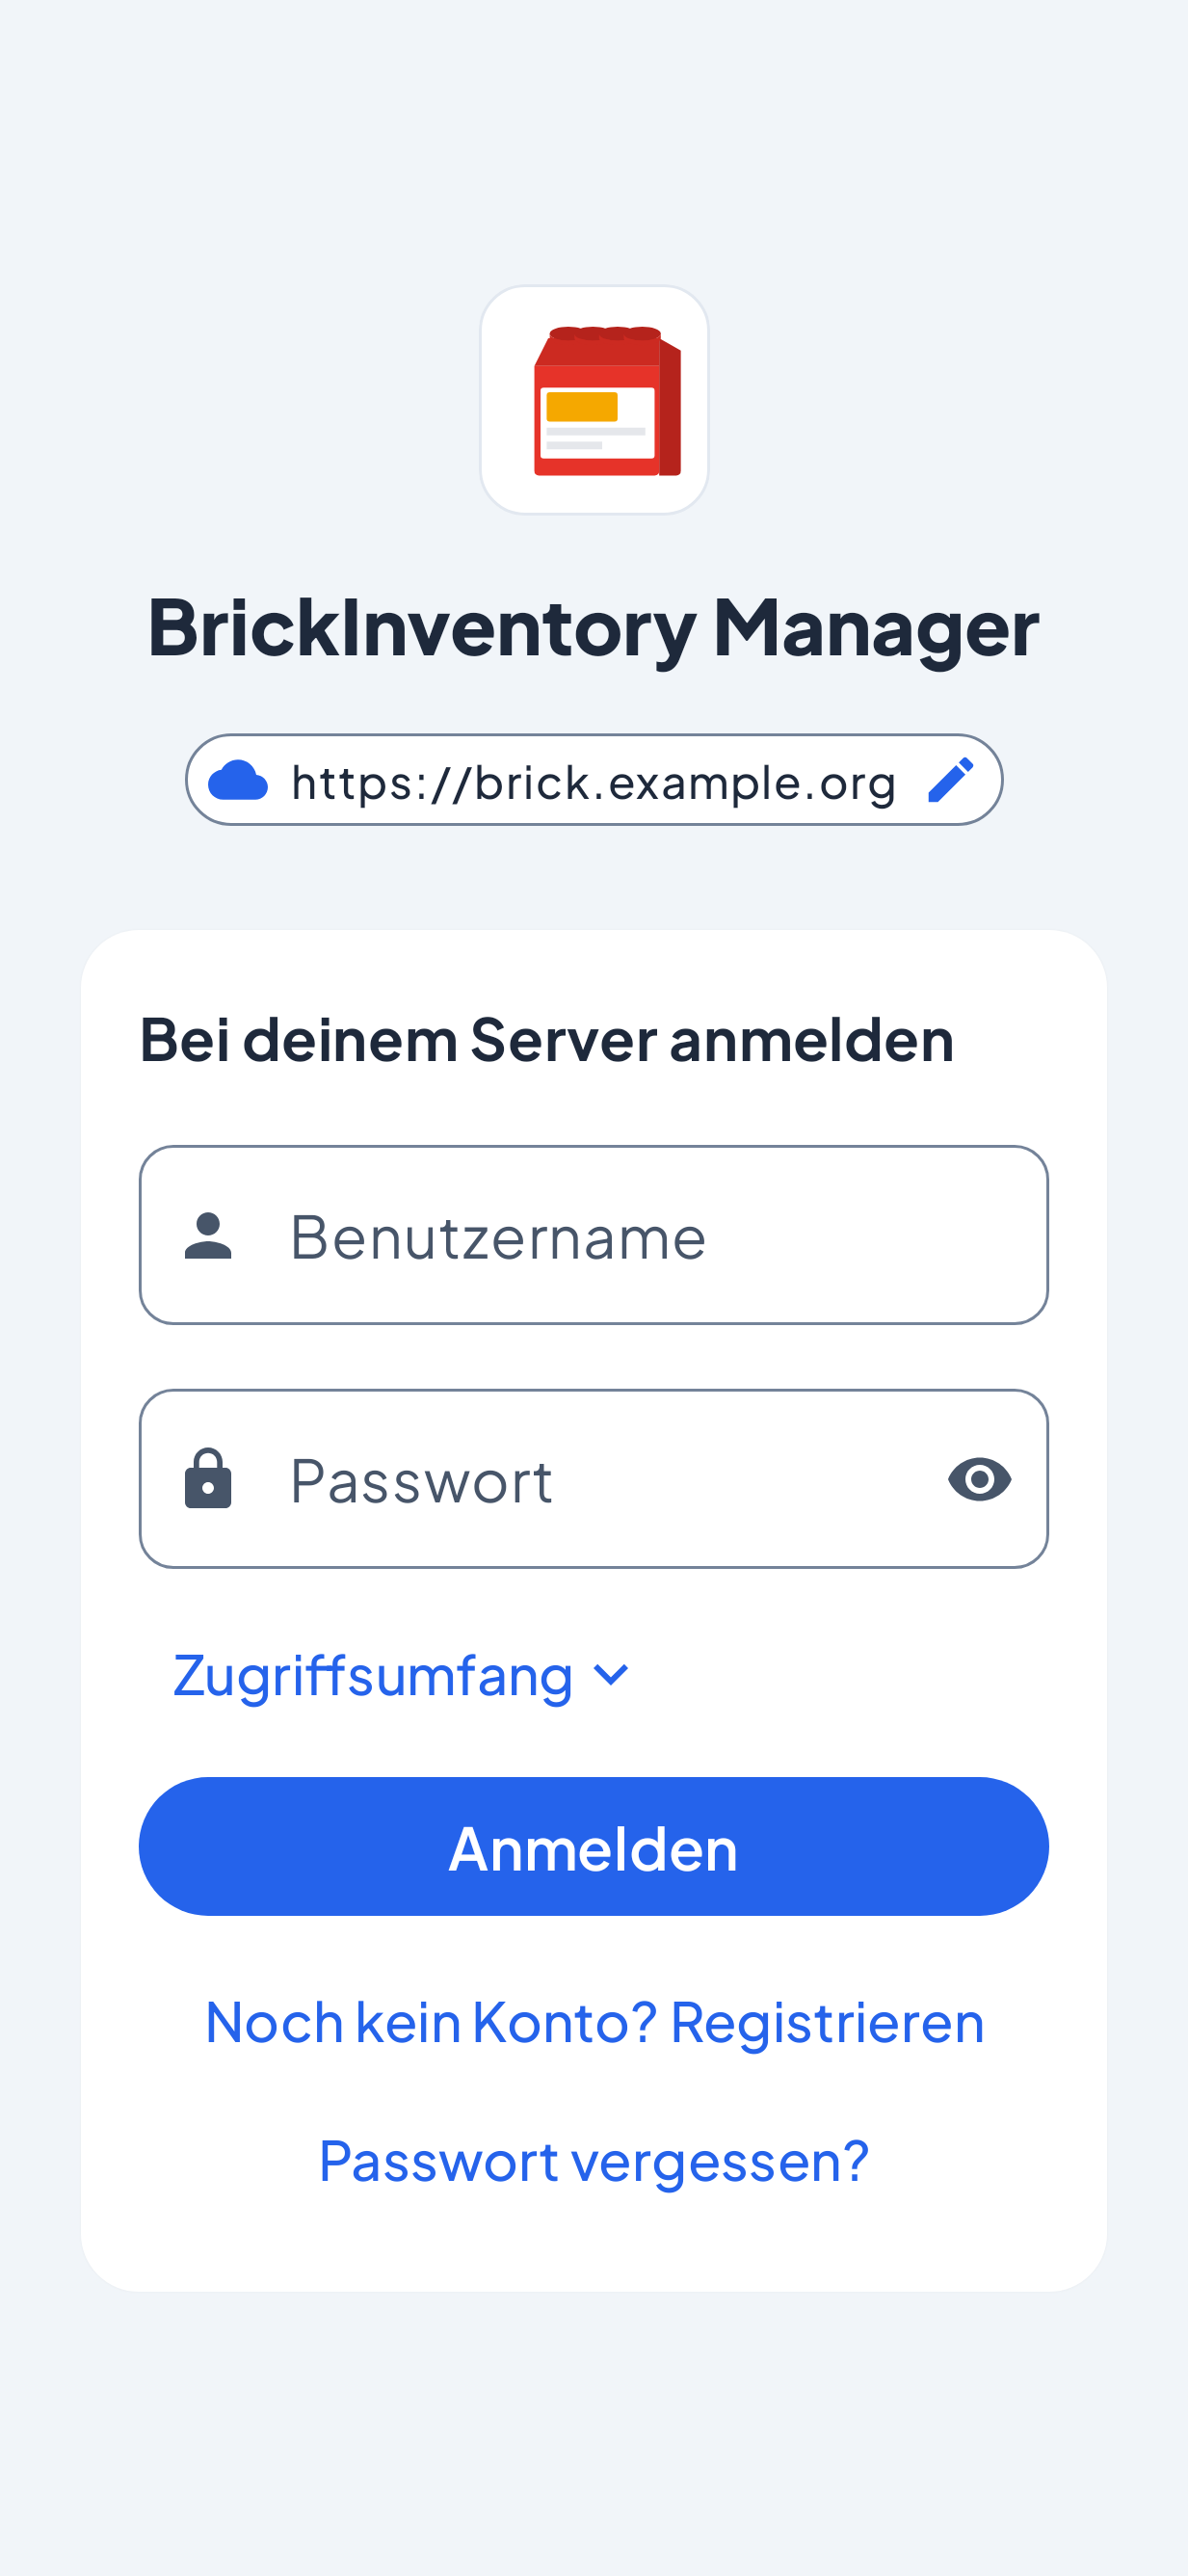 BrickInventory Manager
https://brick.example.org
Bei deinem Server anmelden
Benutzername
Passwort
Zugriffsumfang
Anmelden
Noch kein Konto? Registrieren
Passwort vergessen?